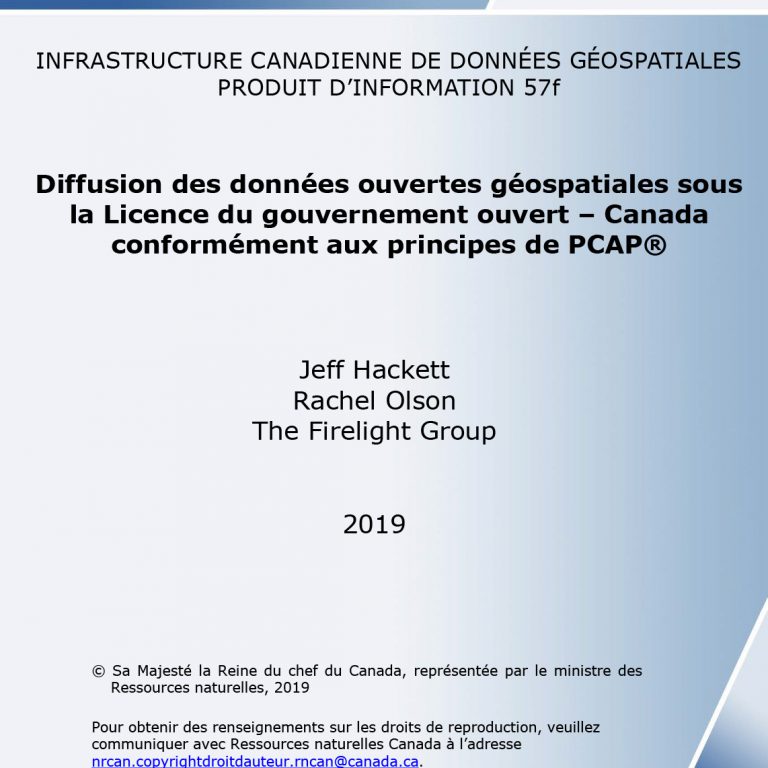 INFRASTRUCTURE CANADIENNE DE DONNÉES GÉOSPATIALES
PRODUIT D’INFORMATION 57f
Diffusion des données ouvertes géospatiales sous
la Licence du gouvernement ouvert – Canada
conformément aux principes de PCAP®
Jeff Hackett
Rachel Olson
The Firelight Group
2019
© Sa Majesté la Reine du chef du Canada, représentée par le ministre des
Ressources naturelles, 2019
Pour obtenir des renseignements sur les droits de reproduction, veuillez
communiquer avec Ressources naturelles Canada à l’adresse
nrcan.copyrightdroitdauteur.rncan@canada.ca.